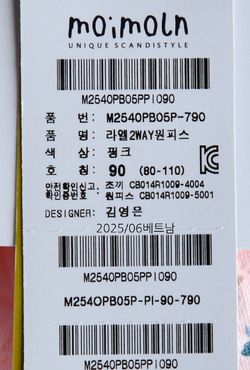 moimoln
UNIQUE SCANDISTYLE
M2540PB05PPI090
품 번: M2540PB05P-790
품 명: 라엘2WAY원피스
색 상: 핑크
호 칭: 90 (80-110)
안전확인신고, 조끼 CB014R1009-4004
확인증번호: 원피스 CB014R1009-5001
DESIGNER: 김영은
2025/06베트남
M2540PB05PPI090
M2540PB05P-PI-90-790
M2540PB05PPI090